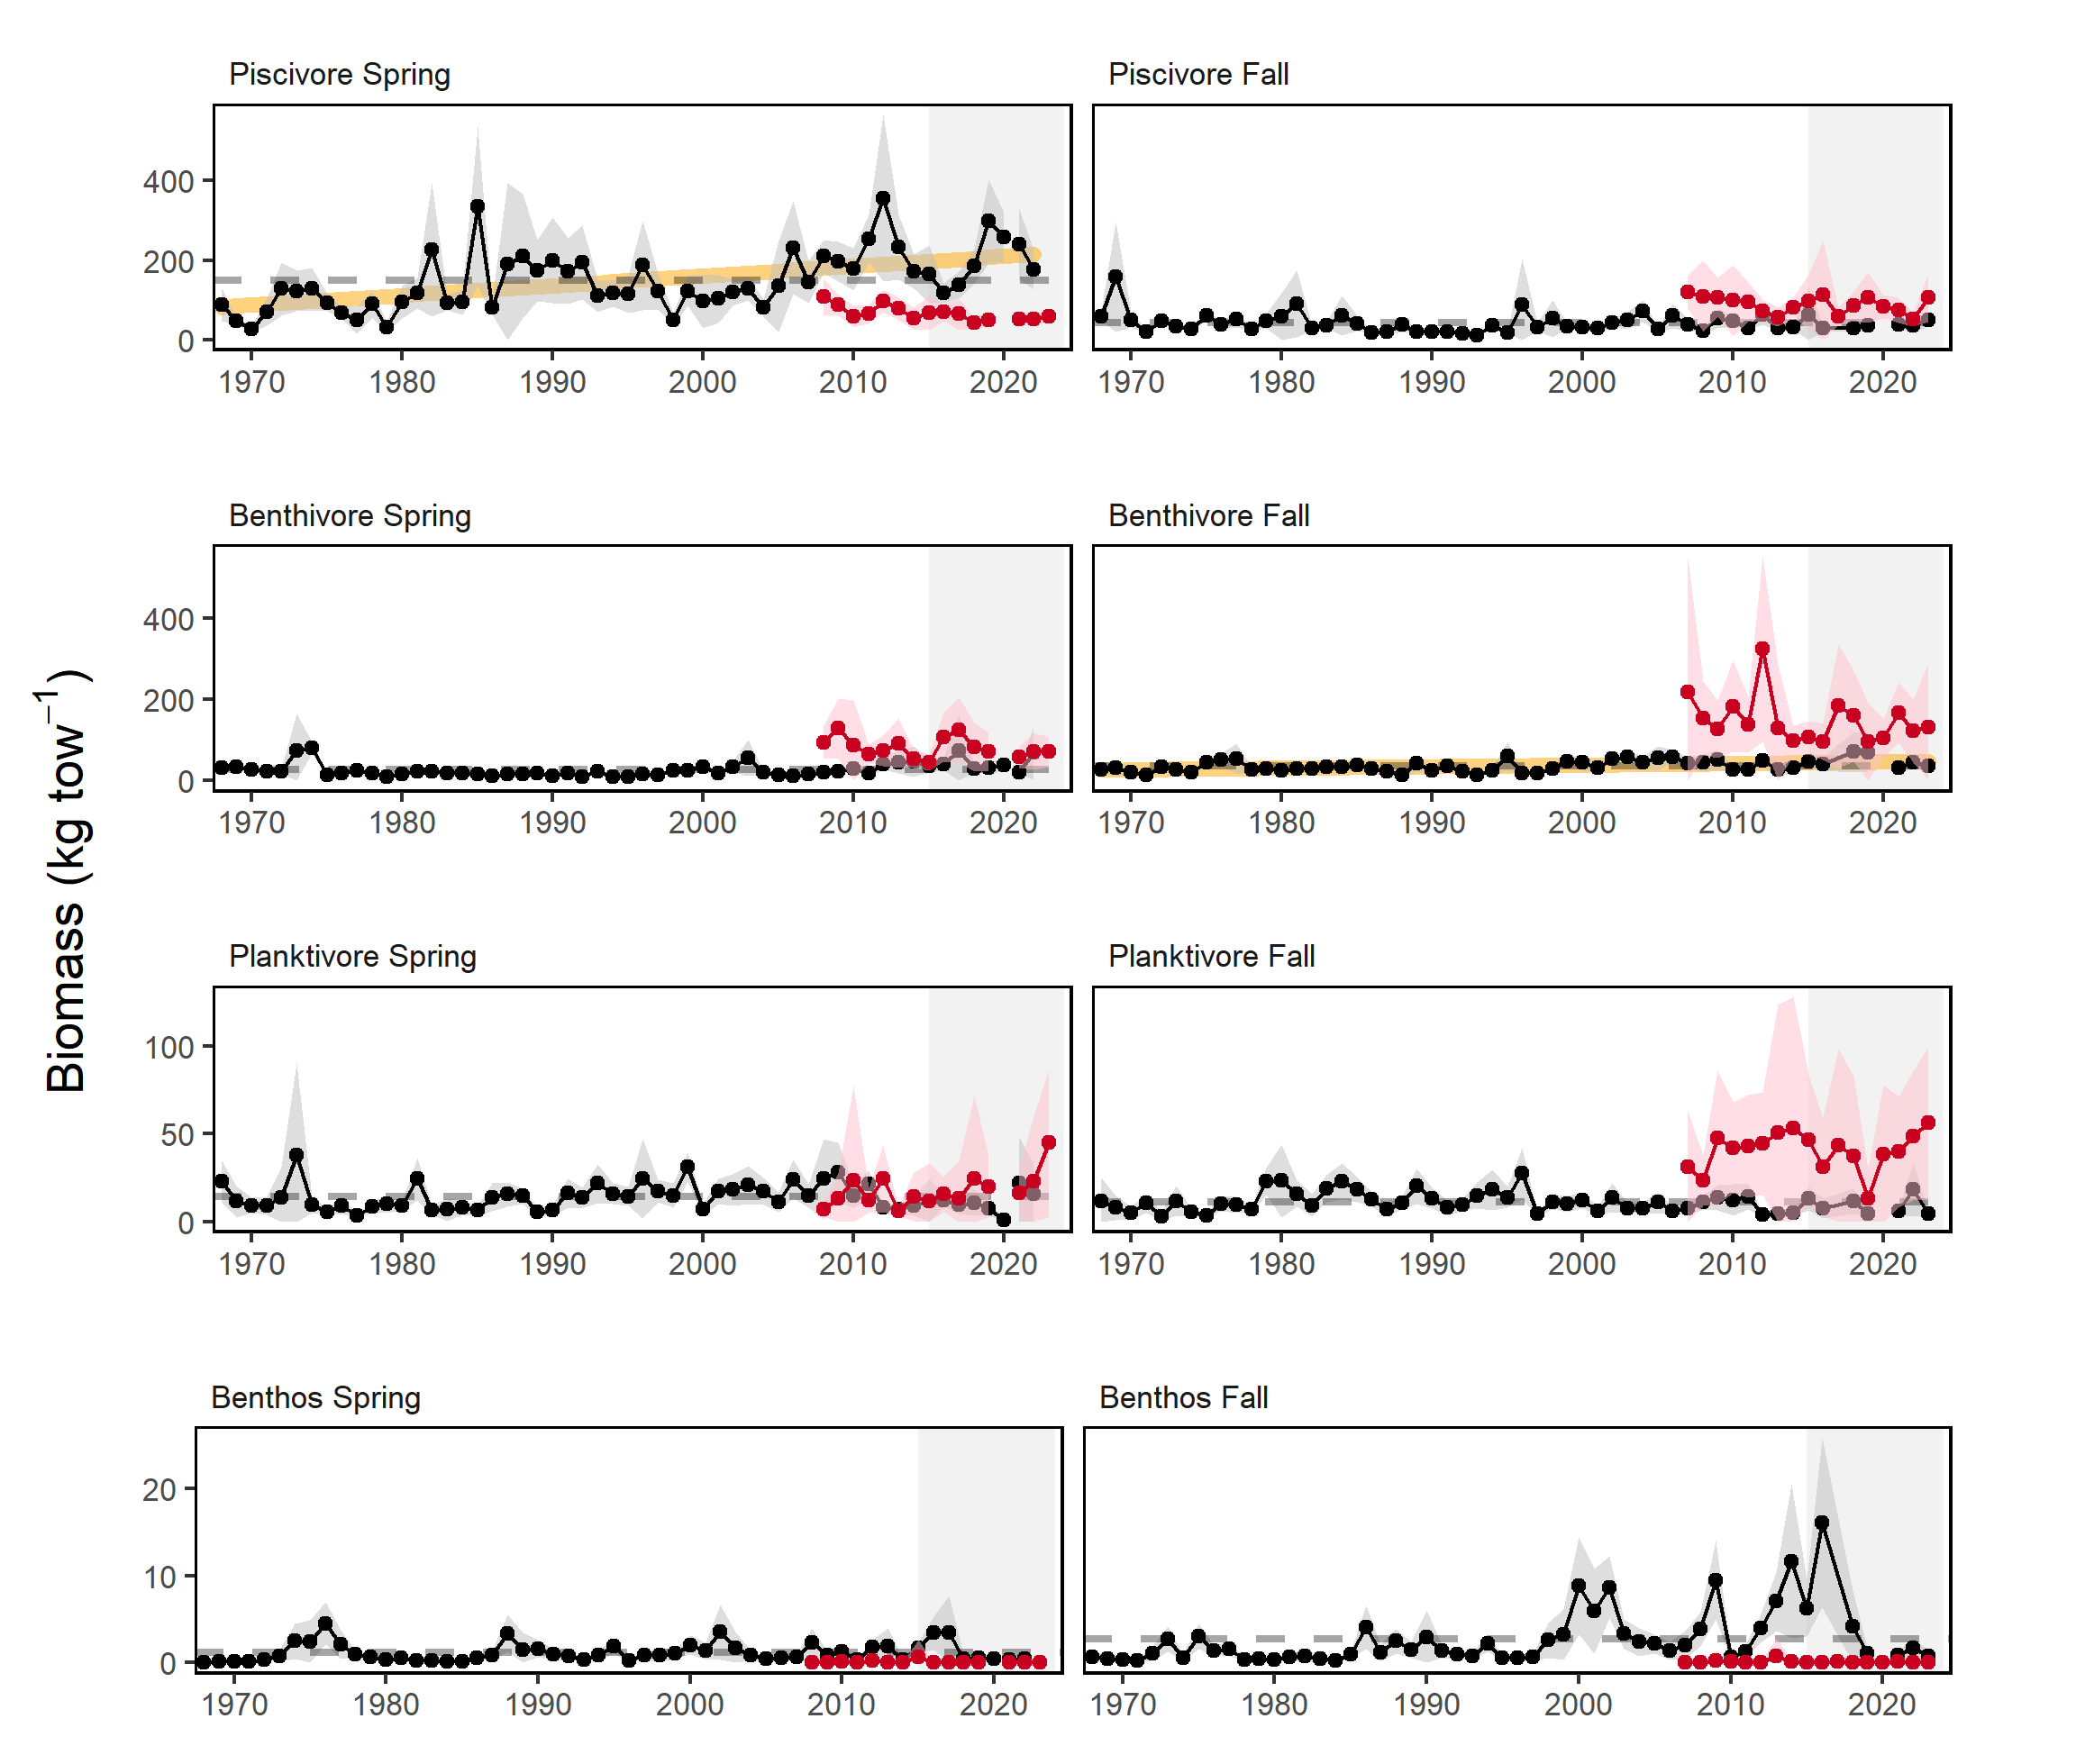 Piscivore Spring
Piscivore Fall
400
200
0
1970 1980 1990 2000 2010 2020
1970 1980 1990 2000 2010 2020
Benthivore Spring
Benthivore Fall
400
200
0
1970 1980 1990 2000 2010 2020
1970 1980 1990 2000 2010 2020
Biomass (kg tow⁻¹)
Planktivore Spring
Planktivore Fall
100
50
0
1970 1980 1990 2000 2010 2020
1970 1980 1990 2000 2010 2020
Benthos Spring
Benthos Fall
20
10
0
1970 1980 1990 2000 2010 2020
1970 1980 1990 2000 2010 2020